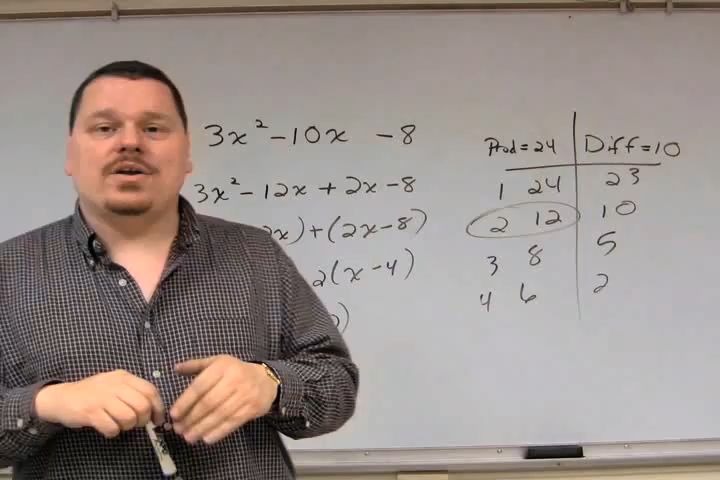 3x² - 10x - 8
3x² - 12x + 2x - 8
x) + (2x - 8)
2(x - 4)
)
Prod = 24 Diff = 10
1 24 23
2 12 10
3 8 5
4 6 2